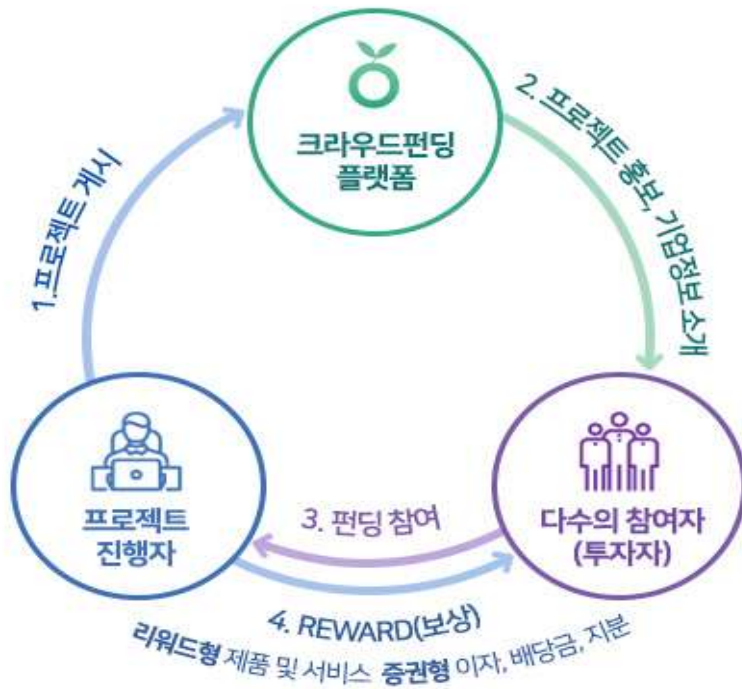 크라우드펀딩
플랫폼
1.프로젝트 게시
2. 프로젝트 홍보, 기업정보 소개
프로젝트
진행자
3. 펀딩 참여
다수의 참여자
(투자자)
4. REWARD(보상)
리워드형 제품 및 서비스 증권형 이자, 배당금, 지분